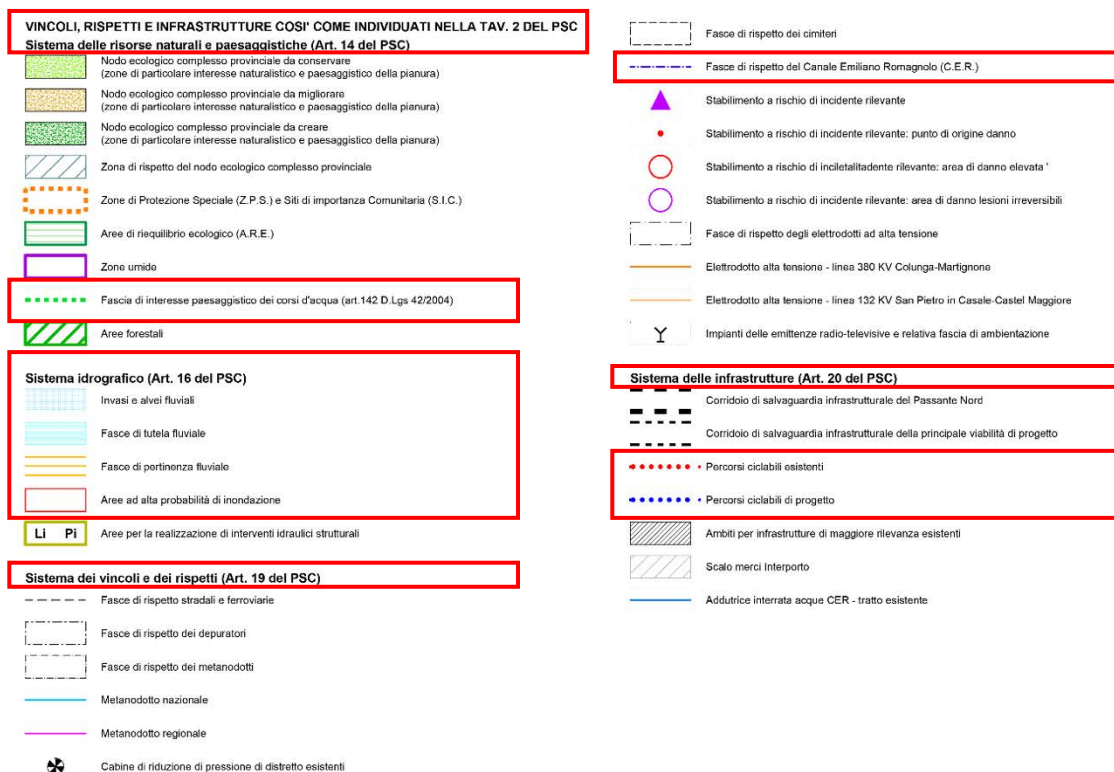 VINCOLI, RISPETTI E INFRASTRUTTURE COSI' COME INDIVIDUATI NELLA TAV. 2 DEL PSC
Sistema delle risorse naturali e paesaggistiche (Art. 14 del PSC)
Nodo ecologico complesso provinciale da conservare
(zone di particolare interesse naturalistico e paesaggistico della pianura)
Nodo ecologico complesso provinciale da migliorare
(zone di particolare interesse naturalistico e paesaggistico della pianura)
Nodo ecologico complesso provinciale da creare
(zone di particolare interesse naturalistico e paesaggistico della pianura)
Zona di rispetto del nodo ecologico complesso provinciale
Zone di Protezione Speciale (Z.P.S.) e Siti di importanza Comunitaria (S.I.C.)
Aree di riequilibrio ecologico (A.R.E.)
Zone umide
Fascia di interesse paesaggistico dei corsi d'acqua (art.142 D.Lgs 42/2004)
Aree forestali
Sistema idrografico (Art. 16 del PSC)
Invasi e alvei fluviali
Fasce di tutela fluviale
Fasce di pertinenza fluviale
Aree ad alta probabilità di inondazione
Li Pi Aree per la realizzazione di interventi idraulici strutturali
Sistema dei vincoli e dei rispetti (Art. 19 del PSC)
Fasce di rispetto stradali e ferroviarie
Fasce di rispetto dei depuratori
Fasce di rispetto dei metanodotti
Metanodotto nazionale
Metanodotto regionale
Cabine di riduzione di pressione di distretto esistenti
Fasce di rispetto dei cimiteri
Fasce di rispetto del Canale Emiliano Romagnolo (C.E.R.)
Stabilimento a rischio di incidente rilevante
Stabilimento a rischio di incidente rilevante: punto di origine danno
Stabilimento a rischio di inciletalitadente rilevante: area di danno elevata '
Stabilimento a rischio di incidente rilevante: area di danno lesioni irreversibili
Fasce di rispetto degli elettrodotti ad alta tensione
Elettrodotto alta tensione - linea 380 KV Colunga-Martignone
Elettrodotto alta tensione - linea 132 KV San Pietro in Casale-Castel Maggiore
Impianti delle emittenze radio-televisive e relativa fascia di ambientazione
Sistema delle infrastrutture (Art. 20 del PSC)
Corridoio di salvaguardia infrastrutturale del Passante Nord
Corridoio di salvaguardia infrastrutturale della principale viabilità di progetto
Percorsi ciclabili esistenti
Percorsi ciclabili di progetto
Ambiti per infrastrutture di maggiore rilevanza esistenti
Scalo merci Interporto
Addutrice interrata acque CER - tratto esistente